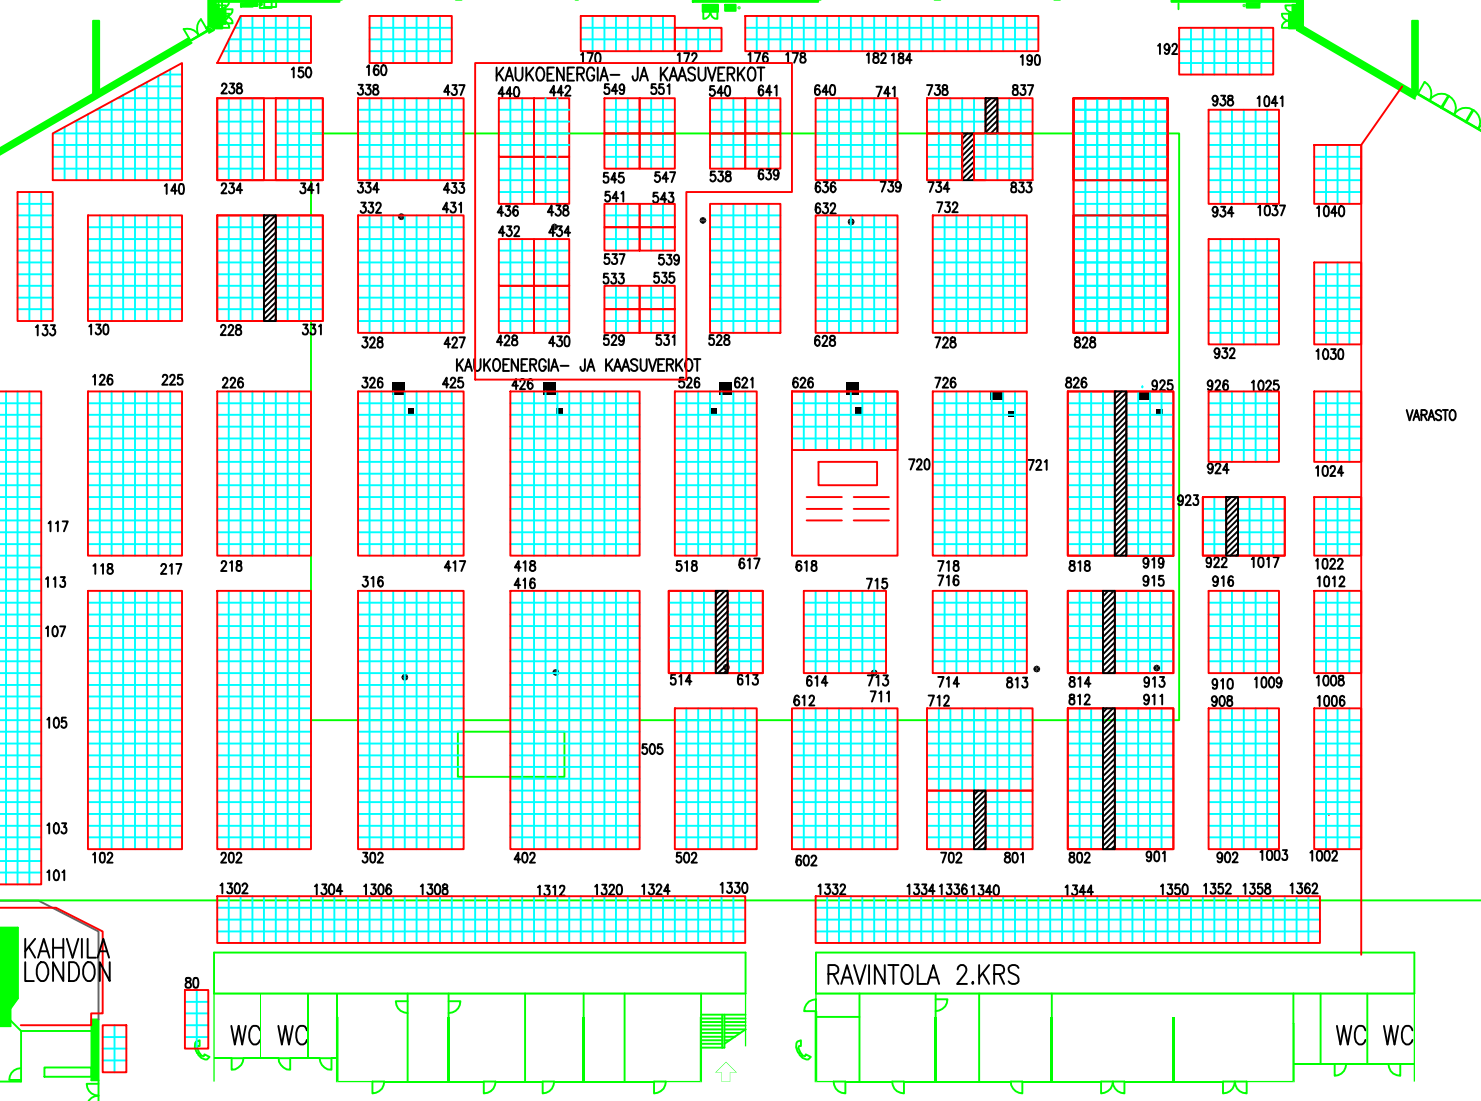 170 172 176 178 182 184 190 192
150 160
KAUKOENERGIA- JA KAASUVERKOT
238 338 437 440 442 549 551 540 641 640 741 738 837 938 1041
140 234 341 334 433 545 547 538 639 636 739 734 833
332 431 436 438 541 543 632 732 934 1037 1040
432 434
537 539
533 535
133 130 228 331 328 427 428 430 529 531 528 628 728 828 932 1030
KAUKOENERGIA- JA KAASUVERKOT
126 225 226 326 425 426 526 621 626 726 826 925 926 1025
VARASTO
720 721 924 1024
923
117
118 217 218 417 418 518 617 618 718 818 919 922 1017 1022
113 316 416 715 716 915 916 1012
107
514 613 614 713 714 813 814 913 910 1009 1008
612 711 712 812 911 908 1006
105
505
103
102 202 302 402 502 602 702 801 802 901 902 1003 1002
101
1302 1304 1306 1308 1312 1320 1324 1330 1332 1334 1336 1340 1344 1350 1352 1358 1362
KAHVILA
LONDON
RAVINTOLA 2.KRS
80
WC WC WC WC